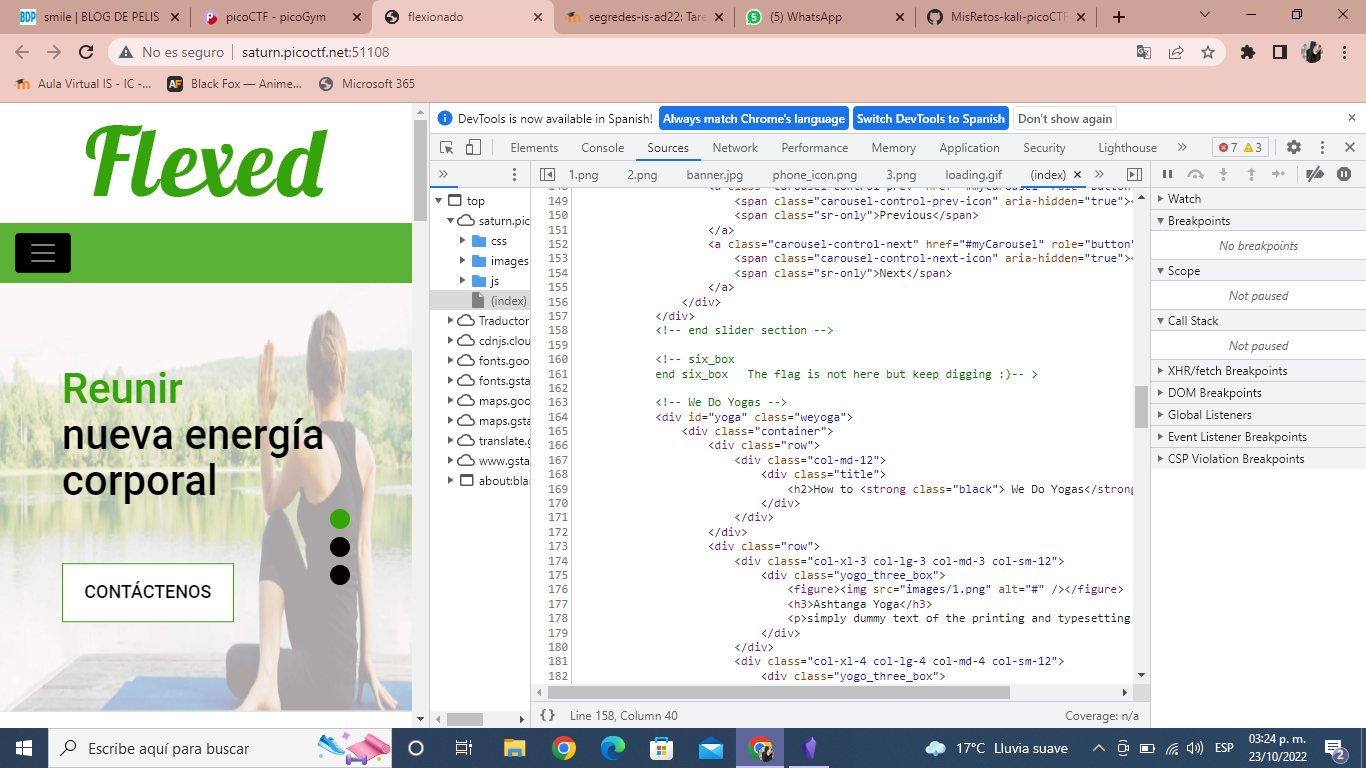 smile | BLOG DE PELIS
picoCTF - picoGym
flexionado
segredes-is-ad22: Tare
(5) WhatsApp
MisRetos-kali-picoCTF
No es seguro
saturn.picoctf.net:51108
Aula Virtual IS - IC -...
Black Fox — Anime...
Microsoft 365
Flexed
Reunir
nueva energía
corporal
CONTÁCTENOS
DevTools is now available in Spanish!
Always match Chrome's language
Switch DevTools to Spanish
Don't show again
Elements
Console
Sources
Network
Performance
Memory
Application
Security
Lighthouse
7
3
1.png
2.png
banner.jpg
phone_icon.png
3.png
loading.gif
(index)
top
saturn.pic
css
images
js
(index)
Traductor
cdnjs.clou
fonts.goo
fonts.gsta
maps.goo
maps.gsta
translate.g
www.gsta
about:blan
148 <a class="carousel-control-prev" href="#myCarousel" role="button"
149 <span class="carousel-control-prev-icon" aria-hidden="true"><
150 <span class="sr-only">Previous</span>
151 </a>
152 <a class="carousel-control-next" href="#myCarousel" role="button"
153 <span class="carousel-control-next-icon" aria-hidden="true"><
154 <span class="sr-only">Next</span>
155 </a>
156 </div>
157 </div>
158 <!-- end slider section -->
159
160 <!-- six_box
161 end six_box   The flag is not here but keep digging :)-- >
162
163 <!-- We Do Yogas -->
164 <div id="yoga" class="weyoga">
165 <div class="container">
166 <div class="row">
167 <div class="col-md-12">
168 <div class="title">
169 <h2>How to <strong class="black"> We Do Yogas</strong
170 </div>
171 </div>
172 </div>
173 <div class="row">
174 <div class="col-xl-3 col-lg-3 col-md-3 col-sm-12">
175 <div class="yogo_three_box">
176 <figure><img src="images/1.png" alt="#" /></figure>
177 <h3>Ashtanga Yoga</h3>
178 <p>simply dummy text of the printing and typesetting
179 </div>
180 </div>
181 <div class="col-xl-4 col-lg-4 col-md-4 col-sm-12">
182 <div class="yogo_three_box">
{ } Line 158, Column 40
Coverage: n/a
Watch
Breakpoints
No breakpoints
Scope
Not paused
Call Stack
Not paused
XHR/fetch Breakpoints
DOM Breakpoints
Global Listeners
Event Listener Breakpoints
CSP Violation Breakpoints
Escribe aquí para buscar
17°C Lluvia suave
ESP
03:24 p. m.
23/10/2022
2